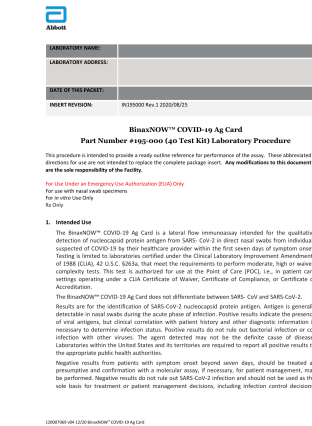 Abbott
LABORATORY NAME:
LABORATORY ADDRESS:
DATE OF THIS PACKET:
INSERT REVISION: IN195000 Rev.1 2020/08/25
BinaxNOW™ COVID-19 Ag Card
Part Number #195-000 (40 Test Kit) Laboratory Procedure
This procedure is intended to provide a ready outline reference for performance of the assay. These abbreviated
directions for use are not intended to replace the complete package insert. Any modifications to this document
are the sole responsibility of the Facility.
For Use Under an Emergency Use Authorization (EUA) Only
For use with nasal swab specimens
For in vitro Use Only
Rx Only
1. Intended Use
The BinaxNOW™ COVID-19 Ag Card is a lateral flow immunoassay intended for the qualitativ
detection of nucleocapsid protein antigen from SARS- CoV-2 in direct nasal swabs from individual
suspected of COVID-19 by their healthcare provider within the first seven days of symptom onse
Testing is limited to laboratories certified under the Clinical Laboratory Improvement Amendment
of 1988 (CLIA), 42 U.S.C. §263a, that meet the requirements to perform moderate, high or waive
complexity tests. This test is authorized for use at the Point of Care (POC), i.e., in patient car
settings operating under a CLIA Certificate of Waiver, Certificate of Compliance, or Certificate o
Accreditation.
The BinaxNOW™ COVID-19 Ag Card does not differentiate between SARS- CoV and SARS-CoV-2.
Results are for the identification of SARS-CoV-2 nucleocapsid protein antigen. Antigen is general
detectable in nasal swabs during the acute phase of infection. Positive results indicate the presenc
of viral antigens, but clinical correlation with patient history and other diagnostic information i
necessary to determine infection status. Positive results do not rule out bacterial infection or co
infection with other viruses. The agent detected may not be the definite cause of disease
Laboratories within the United States and its territories are required to report all positive results t
the appropriate public health authorities.
Negative results from patients with symptom onset beyond seven days, should be treated a
presumptive and confirmation with a molecular assay, if necessary, for patient management, ma
be performed. Negative results do not rule out SARS-CoV-2 infection and should not be used as th
sole basis for treatment or patient management decisions, including infection control decisions
120007069 v04 12/20 BinaxNOW™ COVID-19 Ag Card